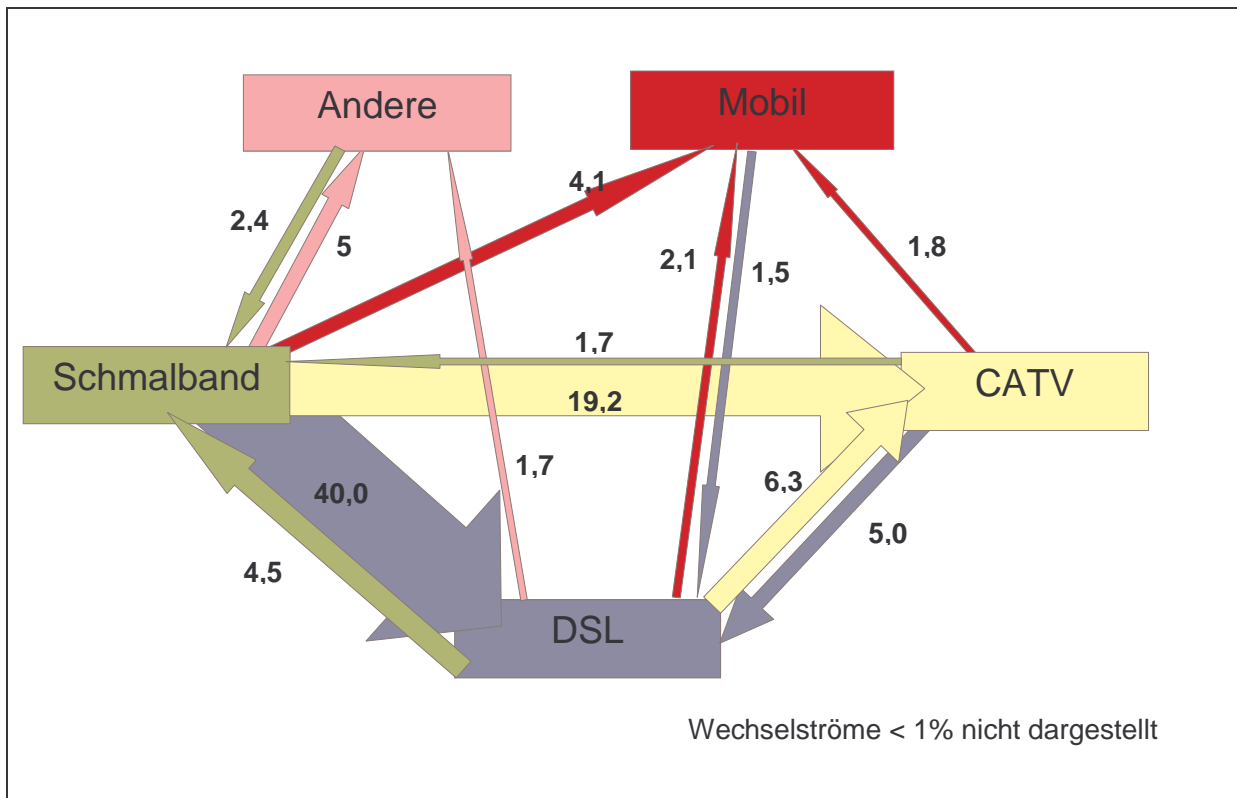 Andere
Mobil
4,1
2,4
5
2,1
1,5
1,8
1,7
Schmalband
CATV
19,2
1,7
40,0
6,3
5,0
4,5
DSL
Wechselströme < 1% nicht dargestellt